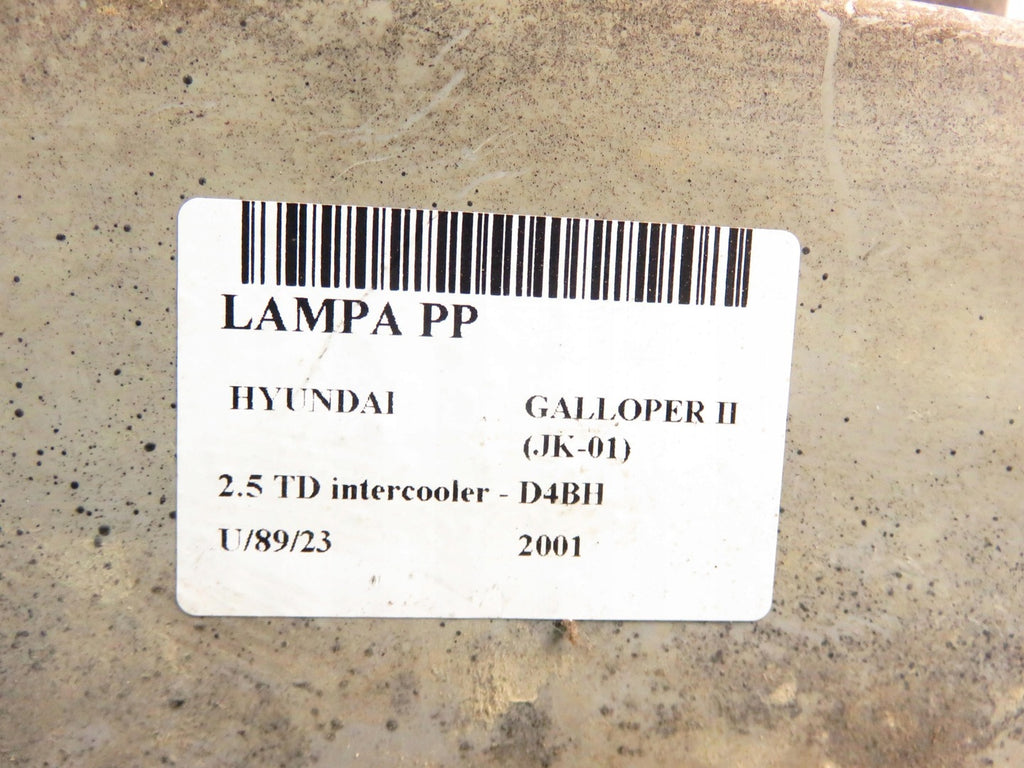 LAMPA PP
HYUNDAI GALLOPER II
(JK-01)
2.5 TD intercooler - D4BH
U/89/23 2001